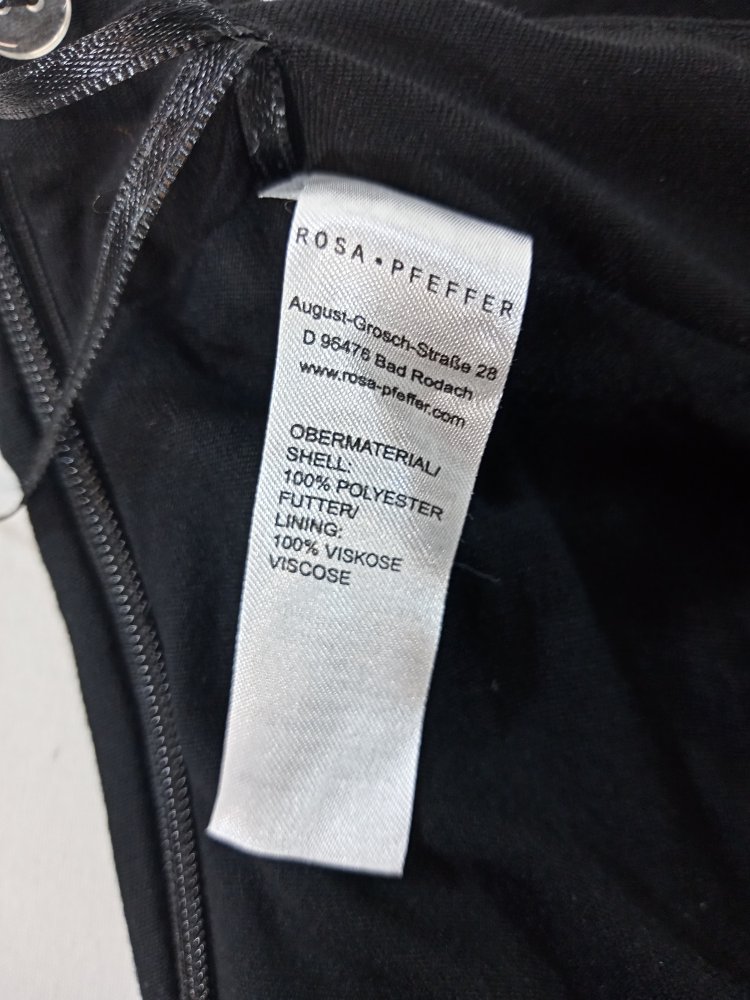 ROSA • PFEFFER
August-Grosch-Straße 28
D 96476 Bad Rodach
www.rosa-pfeffer.com
OBERMATERIAL/
SHELL:
100% POLYESTER
FUTTER/
LINING:
100% VISKOSE
VISCOSE